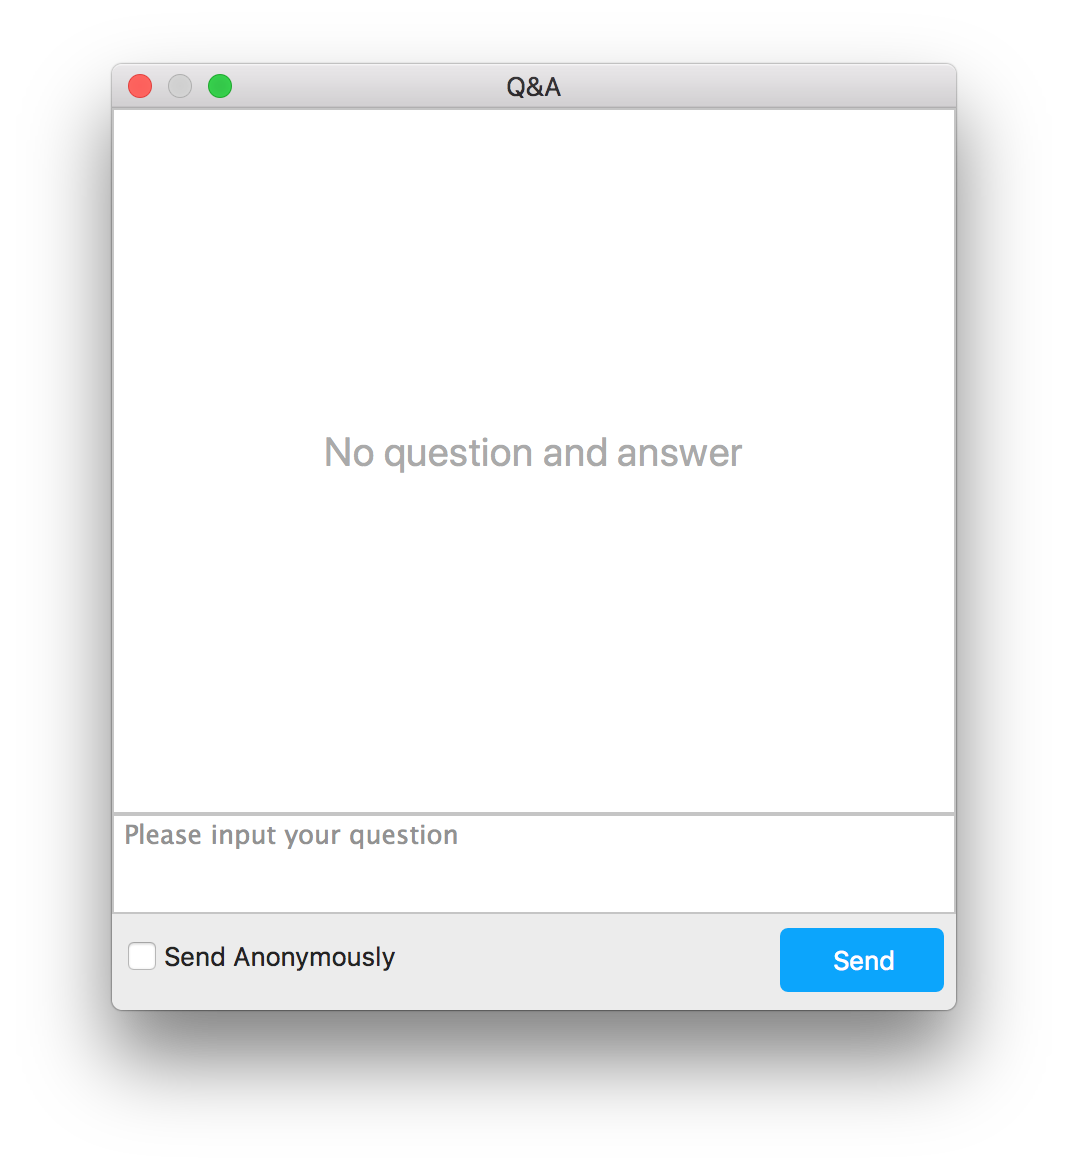 Q&A
No question and answer
Please input your question
Send Anonymously
Send